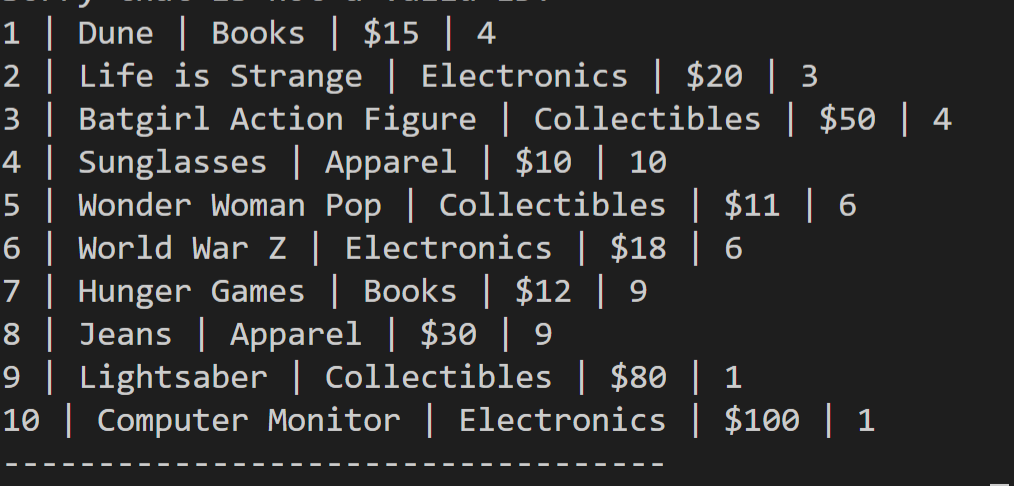 1 | Dune | Books | $15 | 4
2 | Life is Strange | Electronics | $20 | 3
3 | Batgirl Action Figure | Collectibles | $50 | 4
4 | Sunglasses | Apparel | $10 | 10
5 | Wonder Woman Pop | Collectibles | $11 | 6
6 | World War Z | Electronics | $18 | 6
7 | Hunger Games | Books | $12 | 9
8 | Jeans | Apparel | $30 | 9
9 | Lightsaber | Collectibles | $80 | 1
10 | Computer Monitor | Electronics | $100 | 1
-----------------------------------